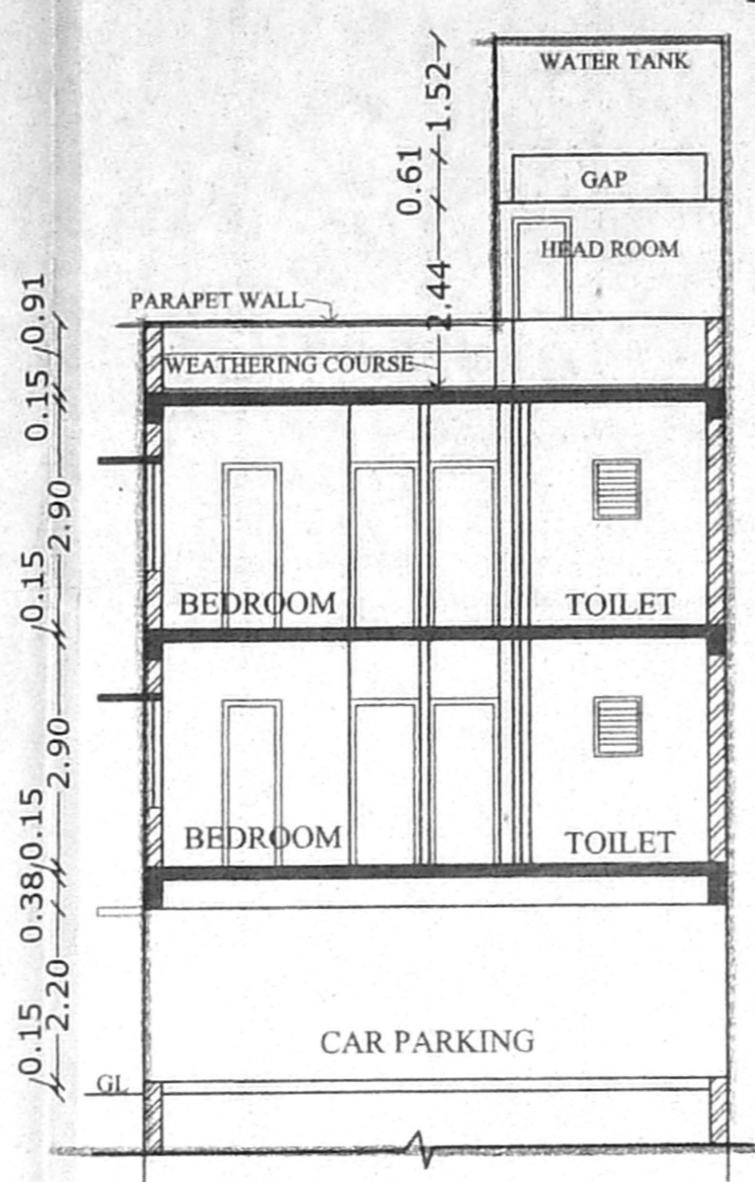 WATER TANK
1.52
0.61
GAP
HEAD ROOM
2.44
PARAPET WALL
0.91
WEATHERING COURSE
0.15
2.90
BEDROOM
TOILET
0.15
2.90
BEDROOM
TOILET
0.15
0.38
2.20
CAR PARKING
0.15
GL